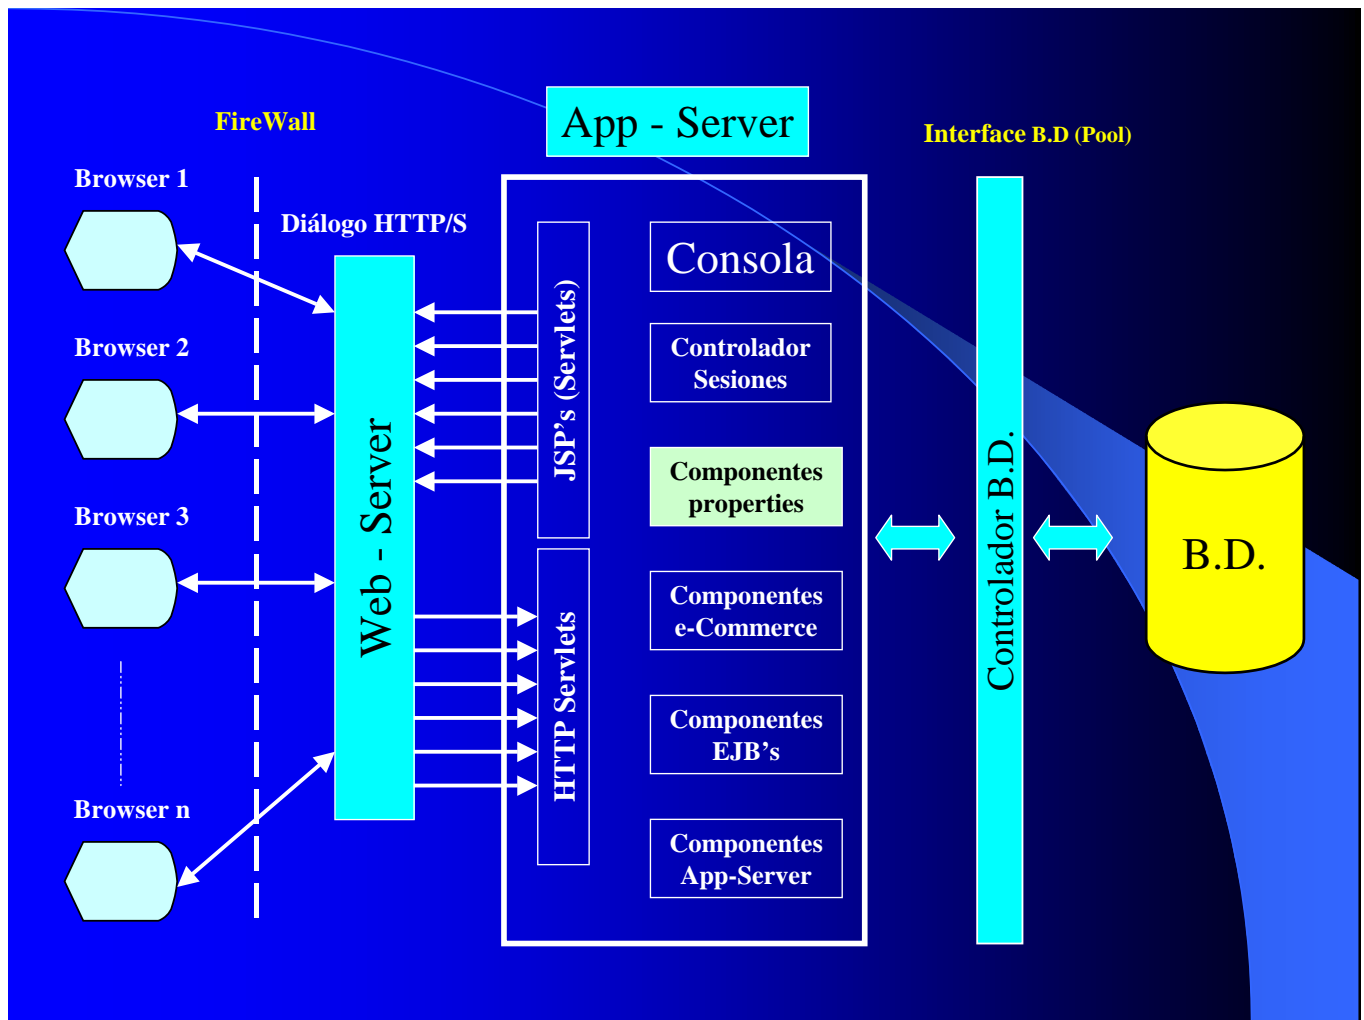 FireWall
App - Server
Interface B.D (Pool)
Browser 1
Diálogo HTTP/S
Browser 2
Browser 3
Browser n
Web - Server
JSP’s (Servlets)
HTTP Servlets
Consola
Controlador
Sesiones
Componentes
properties
Componentes
e-Commerce
Componentes
EJB’s
Componentes
App-Server
Controlador B.D.
B.D.